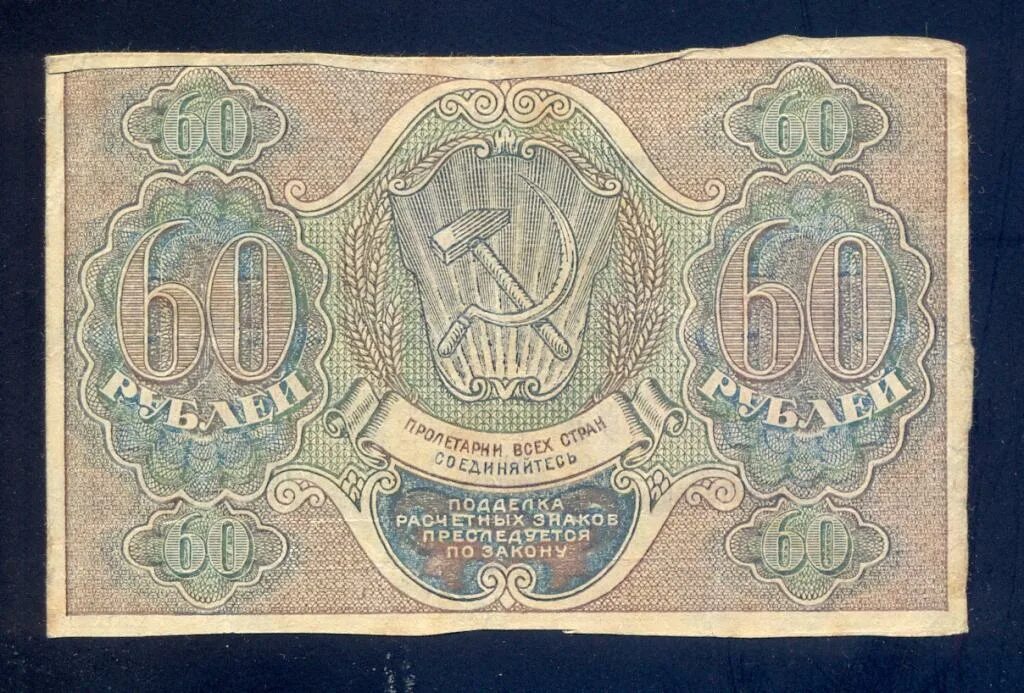 60 60
60 60
РУБЛЕЙ РУБЛЕЙ
ПРОЛЕТАРИИ ВСЕХ СТРАН
СОЕДИНЯЙТЕСЬ
ПОДДЕЛКА
РАСЧЕТНЫХ ЗНАКОВ
ПРЕСЛЕДУЕТСЯ
ПО ЗАКОНУ
60 60